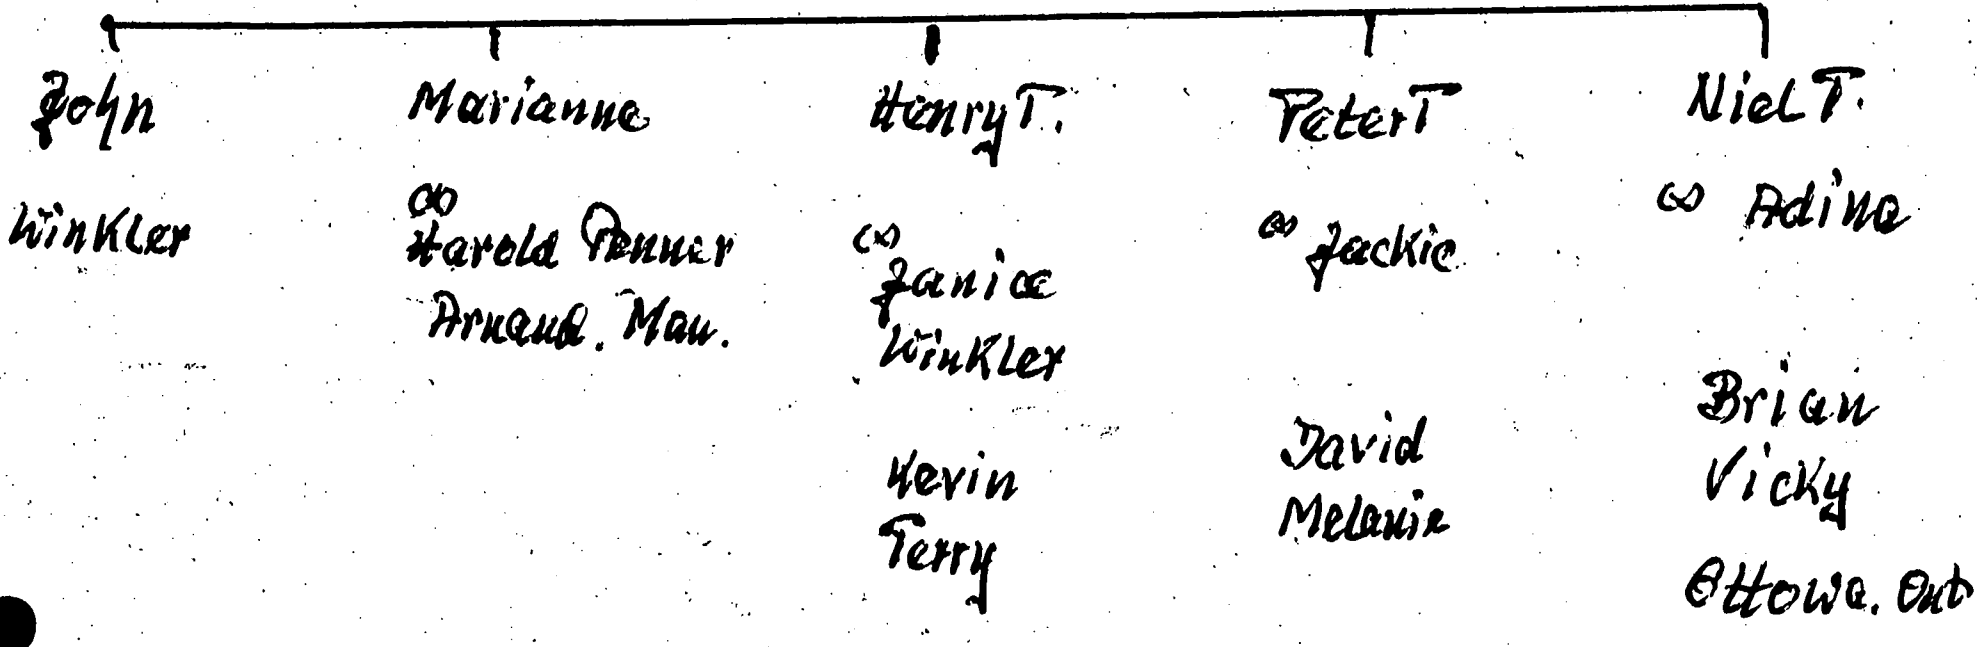 John
Winkler
Marianne
∞
Harold Penner
Arnaud. Man.
Henry T.
∞
Janice
Winkler
Kevin
Terry
Peter T
∞ Jackie
David
Melanie
Niel T.
∞ Adina
Brian
Vicky
Ottowa. Ont